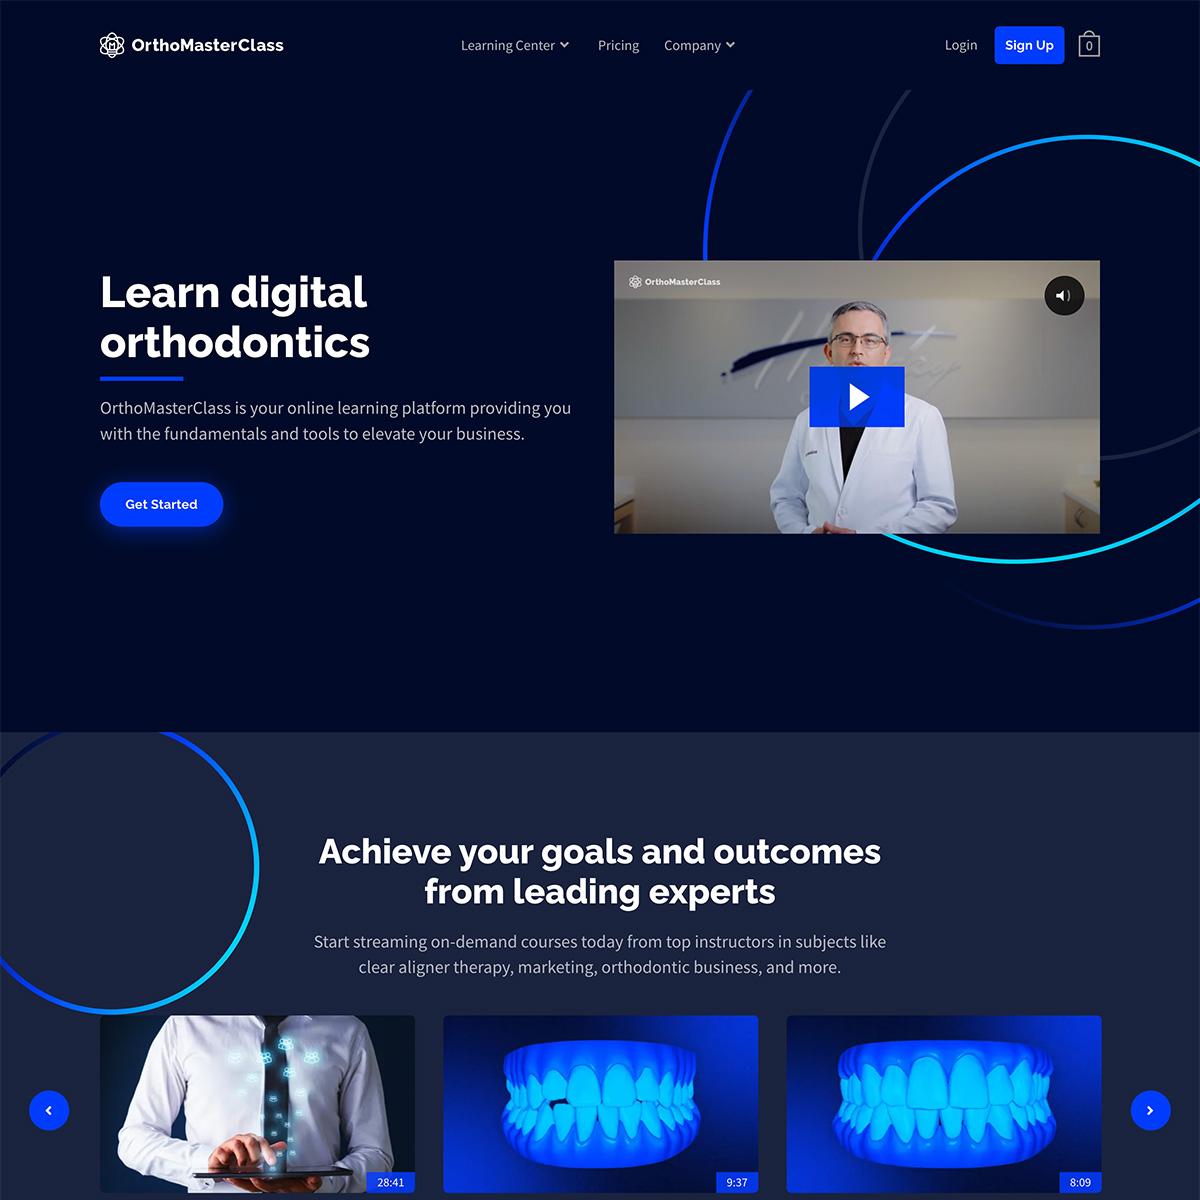 OrthoMasterClass
Learning Center
Pricing
Company
Login
Sign Up
0
Learn digital
orthodontics
OrthoMasterClass is your online learning platform providing you
with the fundamentals and tools to elevate your business.
Get Started
OrthoMasterClass
Achieve your goals and outcomes
from leading experts
Start streaming on-demand courses today from top instructors in subjects like
clear aligner therapy, marketing, orthodontic business, and more.
28:41
9:37
8:09